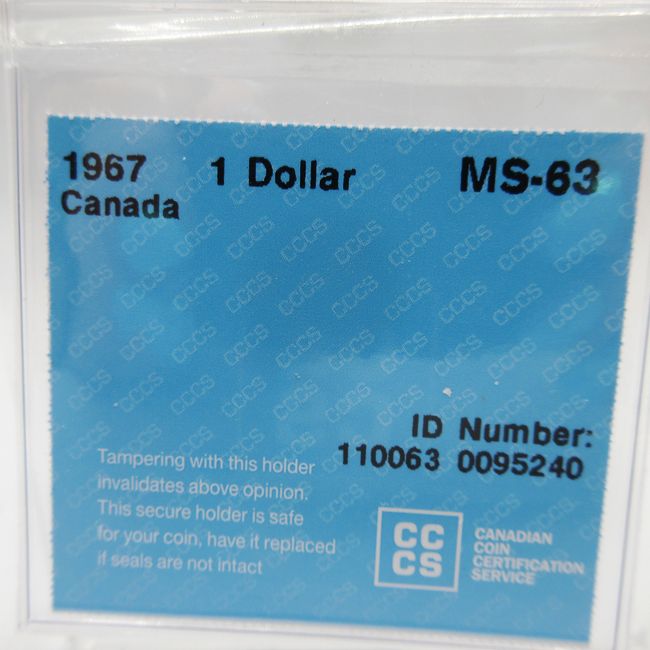 1967 1 Dollar MS-63
Canada
ID Number:
110063 0095240
Tampering with this holder
invalidates above opinion.
This secure holder is safe
for your coin, have it replaced
if seals are not intact
CC
CS
CANADIAN
COIN
CERTIFICATION
SERVICE